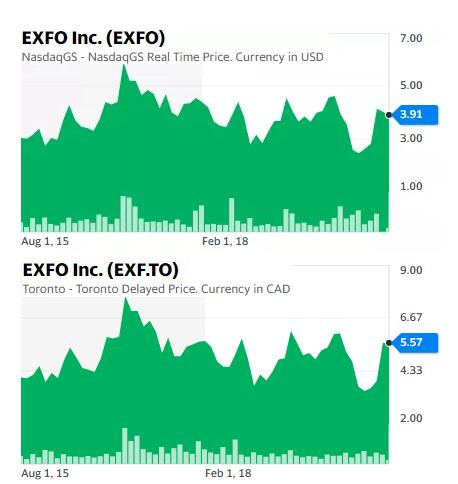 EXFO Inc. (EXFO)
NasdaqGS - NasdaqGS Real Time Price. Currency in USD
7.00
5.00
3.91
3.00
1.00
Aug 1, 15 Feb 1, 18
EXFO Inc. (EXF.TO)
Toronto - Toronto Delayed Price. Currency in CAD
9.00
6.67
5.57
4.33
2.00
Aug 1, 15 Feb 1, 18